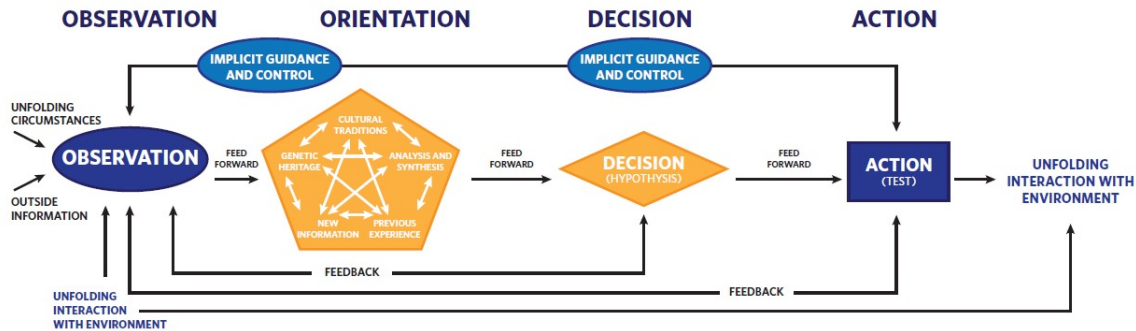 OBSERVATION
ORIENTATION
DECISION
ACTION
IMPLICIT GUIDANCE
AND CONTROL
IMPLICIT GUIDANCE
AND CONTROL
UNFOLDING
CIRCUMSTANCES
OBSERVATION
OUTSIDE
INFORMATION
FEED
FORWARD
CULTURAL
TRADITIONS
GENETIC
HERITAGE
ANALYSIS AND
SYNTHESIS
NEW
INFORMATION
PREVIOUS
EXPERIENCE
FEED
FORWARD
DECISION
(HYPOTHYSIS)
FEED
FORWARD
ACTION
(TEST)
UNFOLDING
INTERACTION WITH
ENVIRONMENT
FEEDBACK
FEEDBACK
UNFOLDING
INTERACTION
WITH ENVIRONMENT